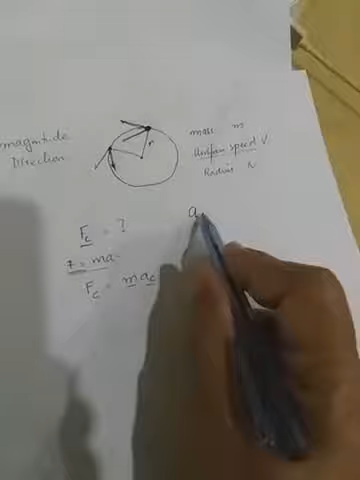 magnitude
Direction
r
mass m
Uniform speed V
Radius r
Fc = ?
F = ma
Fc = mac
a